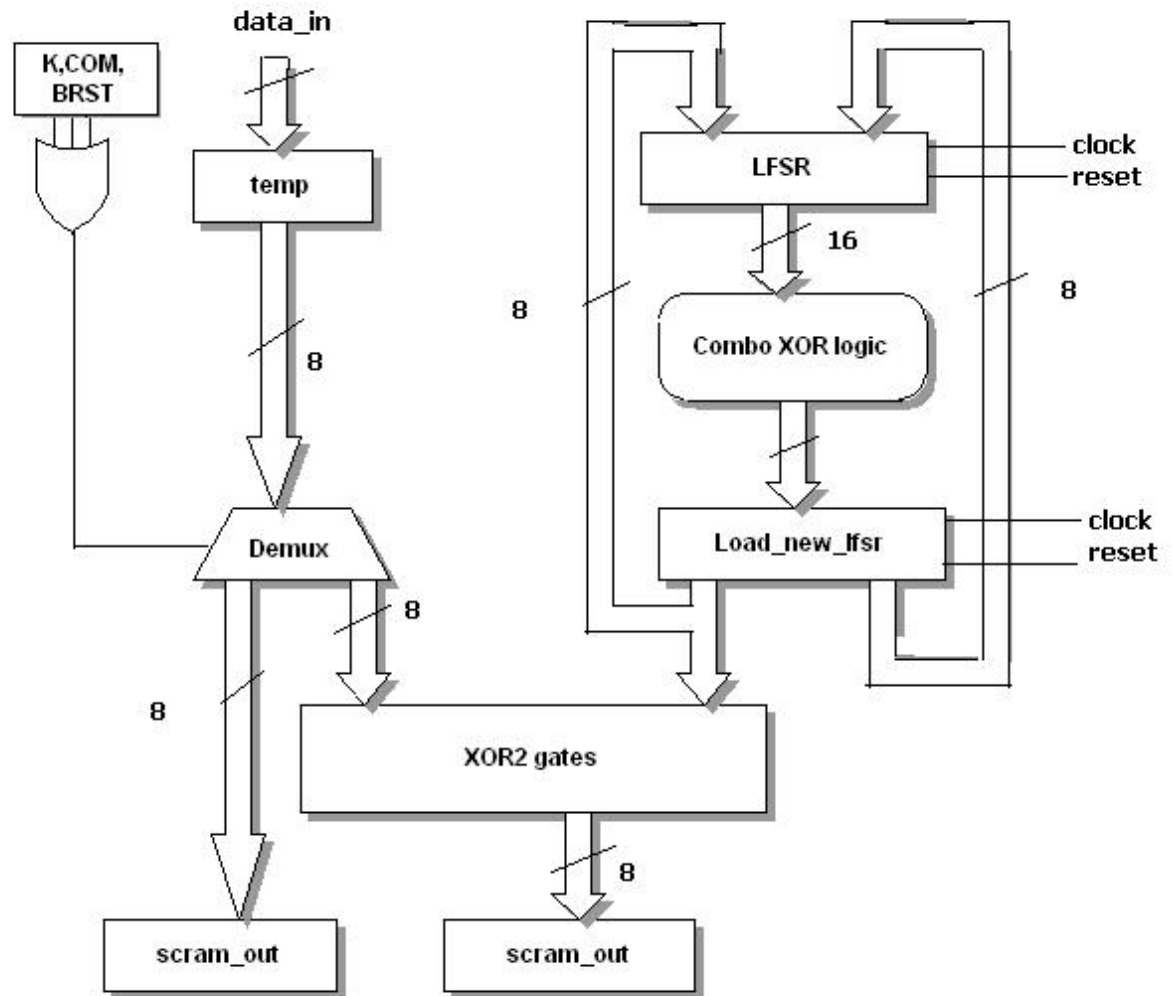 data_in
K,COM,
BRST
temp
LFSR
clock
reset
16
8
8
8
Combo XOR logic
Demux
Load_new_lfsr
clock
reset
8
8
XOR2 gates
8
scram_out
scram_out